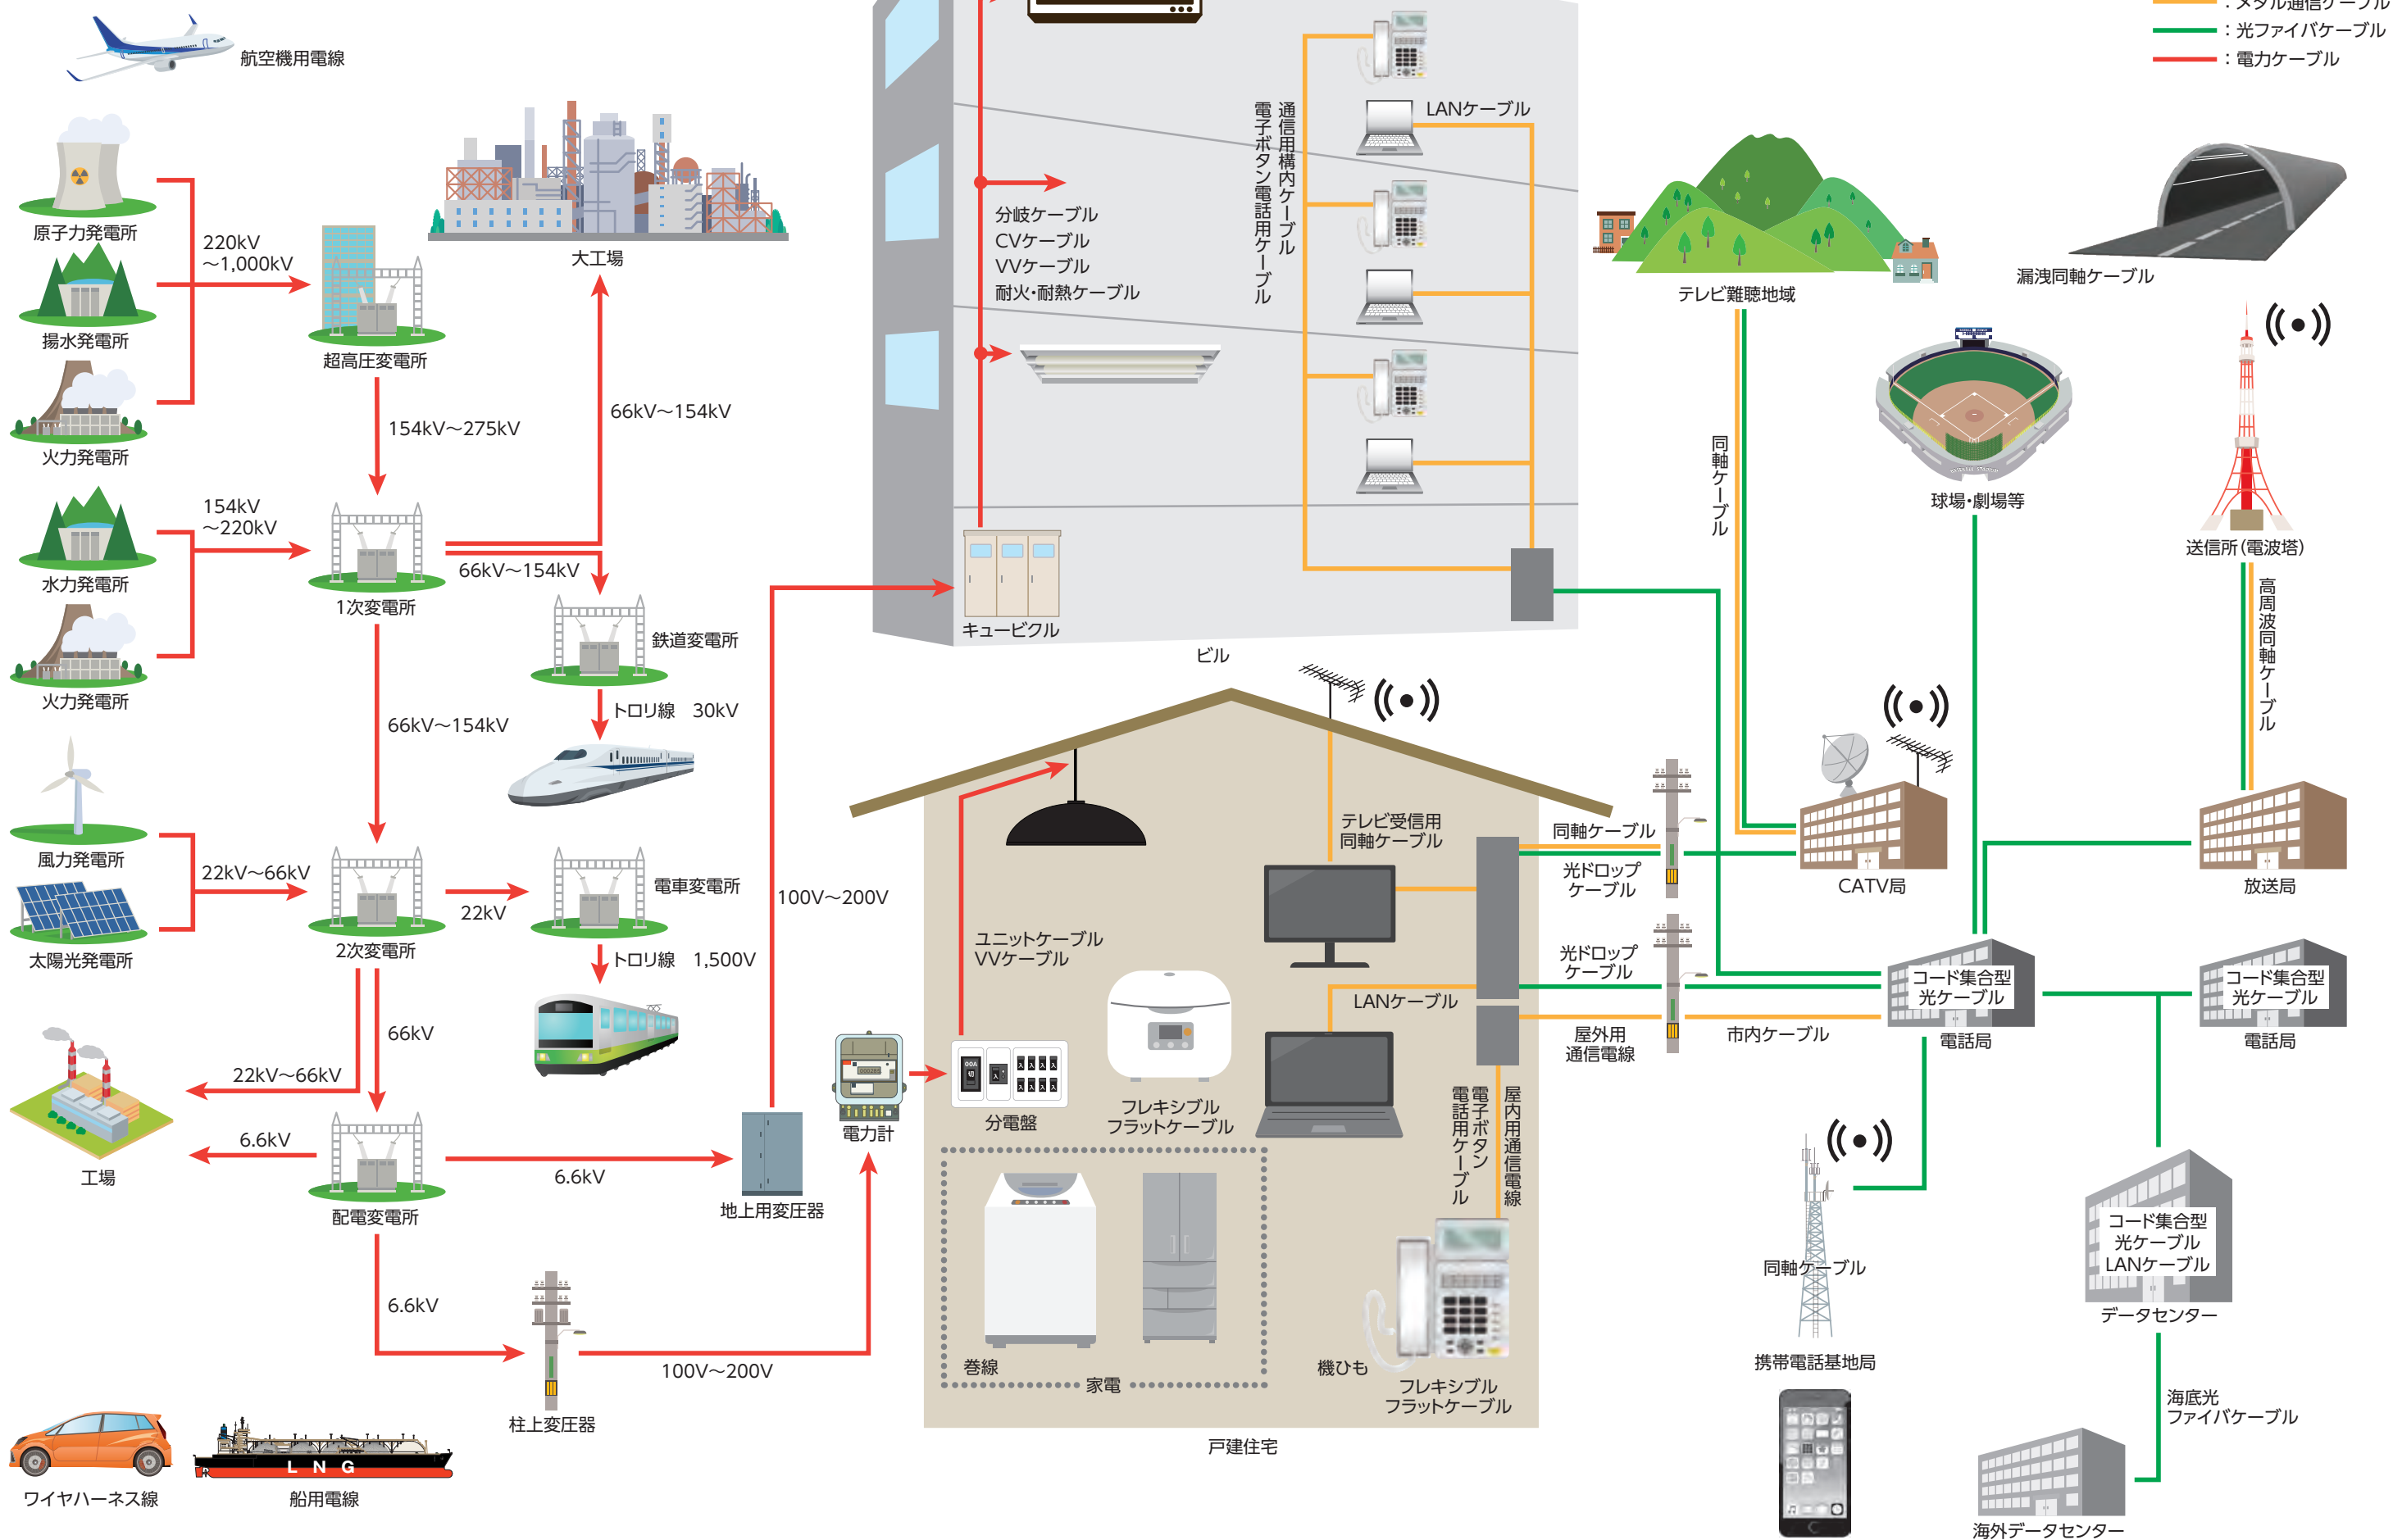 ：メタル通信ケーブル
：光ファイバケーブル
：電力ケーブル
航空機用電線
原子力発電所
揚水発電所
火力発電所
220kV
～1,000kV
超高圧変電所
大工場
154kV～275kV
66kV～154kV
水力発電所
火力発電所
154kV
～220kV
1次変電所
66kV～154kV
鉄道変電所
トロリ線　30kV
66kV～154kV
風力発電所
太陽光発電所
22kV～66kV
2次変電所
22kV
電車変電所
トロリ線　1,500V
66kV
22kV～66kV
6.6kV
工場
配電変電所
6.6kV
地上用変圧器
100V～200V
6.6kV
柱上変圧器
100V～200V
電力計
ワイヤハーネス線
LNG
船用電線
分岐ケーブル
CVケーブル
VVケーブル
耐火・耐熱ケーブル
通信用構内ケーブル
電子ボタン電話用ケーブル
LANケーブル
キュービクル
ビル
テレビ受信用
同軸ケーブル
ユニットケーブル
VVケーブル
分電盤
フレキシブル
フラットケーブル
LANケーブル
屋内用通信電線
電子ボタン
電話用ケーブル
巻線
家電
機ひも
フレキシブル
フラットケーブル
戸建住宅
同軸ケーブル
光ドロップ
ケーブル
光ドロップ
ケーブル
屋外用
通信電線
市内ケーブル
テレビ難聴地域
同軸ケーブル
漏洩同軸ケーブル
球場・劇場等
送信所（電波塔）
高周波同軸ケーブル
CATV局
放送局
コード集合型
光ケーブル
電話局
コード集合型
光ケーブル
電話局
同軸ケーブル
携帯電話基地局
コード集合型
光ケーブル
LANケーブル
データセンター
海底光
ファイバケーブル
海外データセンター